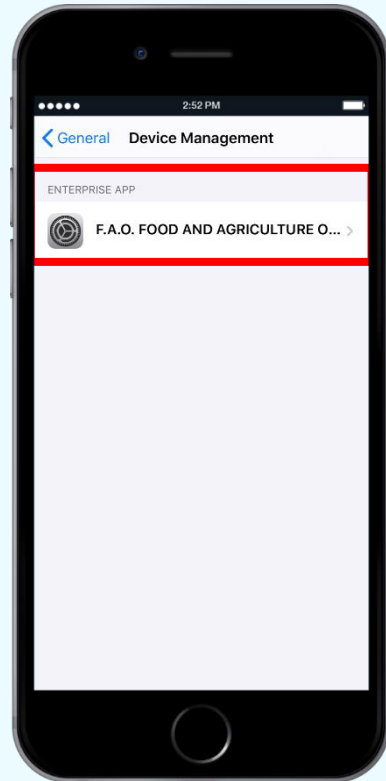 2:52 PM
General Device Management
ENTERPRISE APP
F.A.O. FOOD AND AGRICULTURE O...